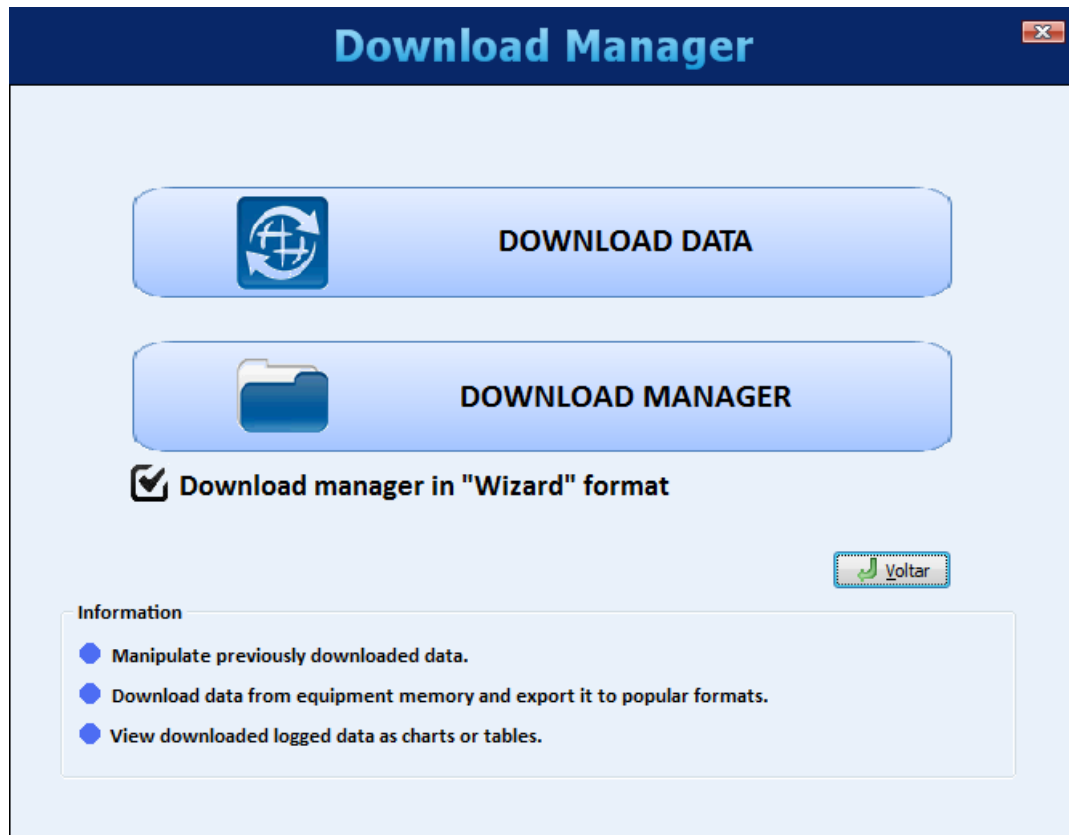 Download Manager
DOWNLOAD DATA
DOWNLOAD MANAGER
Download manager in "Wizard" format
Voltar
Information
Manipulate previously downloaded data.
Download data from equipment memory and export it to popular formats.
View downloaded logged data as charts or tables.